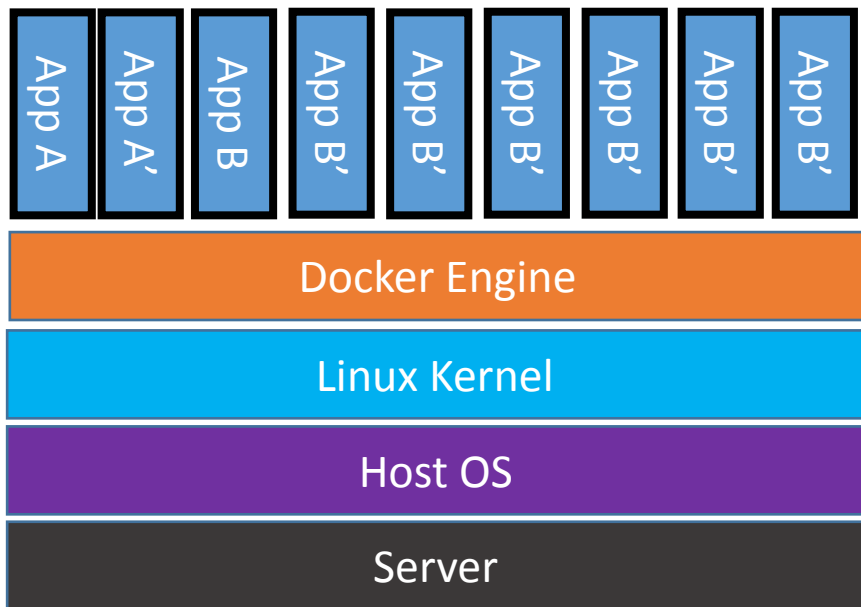 App A
App A’
App B
App B’
App B’
App B’
App B’
App B’
App B’
Docker Engine
Linux Kernel
Host OS
Server